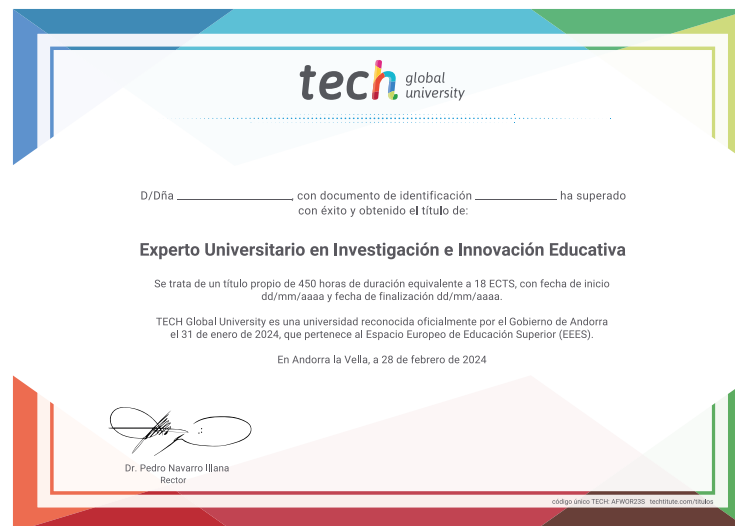 tech global university
D/Dña ____________________, con documento de identificación ______________ ha superado
con éxito y obtenido el título de:
Experto Universitario en Investigación e Innovación Educativa
Se trata de un título propio de 450 horas de duración equivalente a 18 ECTS, con fecha de inicio
dd/mm/aaaa y fecha de finalización dd/mm/aaaa.
TECH Global University es una universidad reconocida oficialmente por el Gobierno de Andorra
el 31 de enero de 2024, que pertenece al Espacio Europeo de Educación Superior (EEES).
En Andorra la Vella, a 28 de febrero de 2024
Dr. Pedro Navarro Illana
Rector
código único TECH: AFWOR23S techtitute.com/titulos